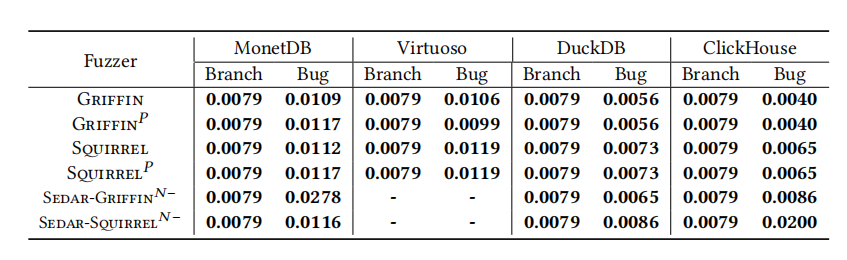 Fuzzer MonetDB Virtuoso DuckDB ClickHouse
Branch Bug Branch Bug Branch Bug Branch Bug
GRIFFIN 0.0079 0.0109 0.0079 0.0106 0.0079 0.0056 0.0079 0.0040
GRIFFIN^P 0.0079 0.0117 0.0079 0.0099 0.0079 0.0056 0.0079 0.0040
SQUIRREL 0.0079 0.0112 0.0079 0.0119 0.0079 0.0073 0.0079 0.0065
SQUIRREL^P 0.0079 0.0117 0.0079 0.0119 0.0079 0.0073 0.0079 0.0065
SEDAR-GRIFFIN^N− 0.0079 0.0278 - - 0.0079 0.0065 0.0079 0.0086
SEDAR-SQUIRREL^N− 0.0079 0.0116 - - 0.0079 0.0086 0.0079 0.0200